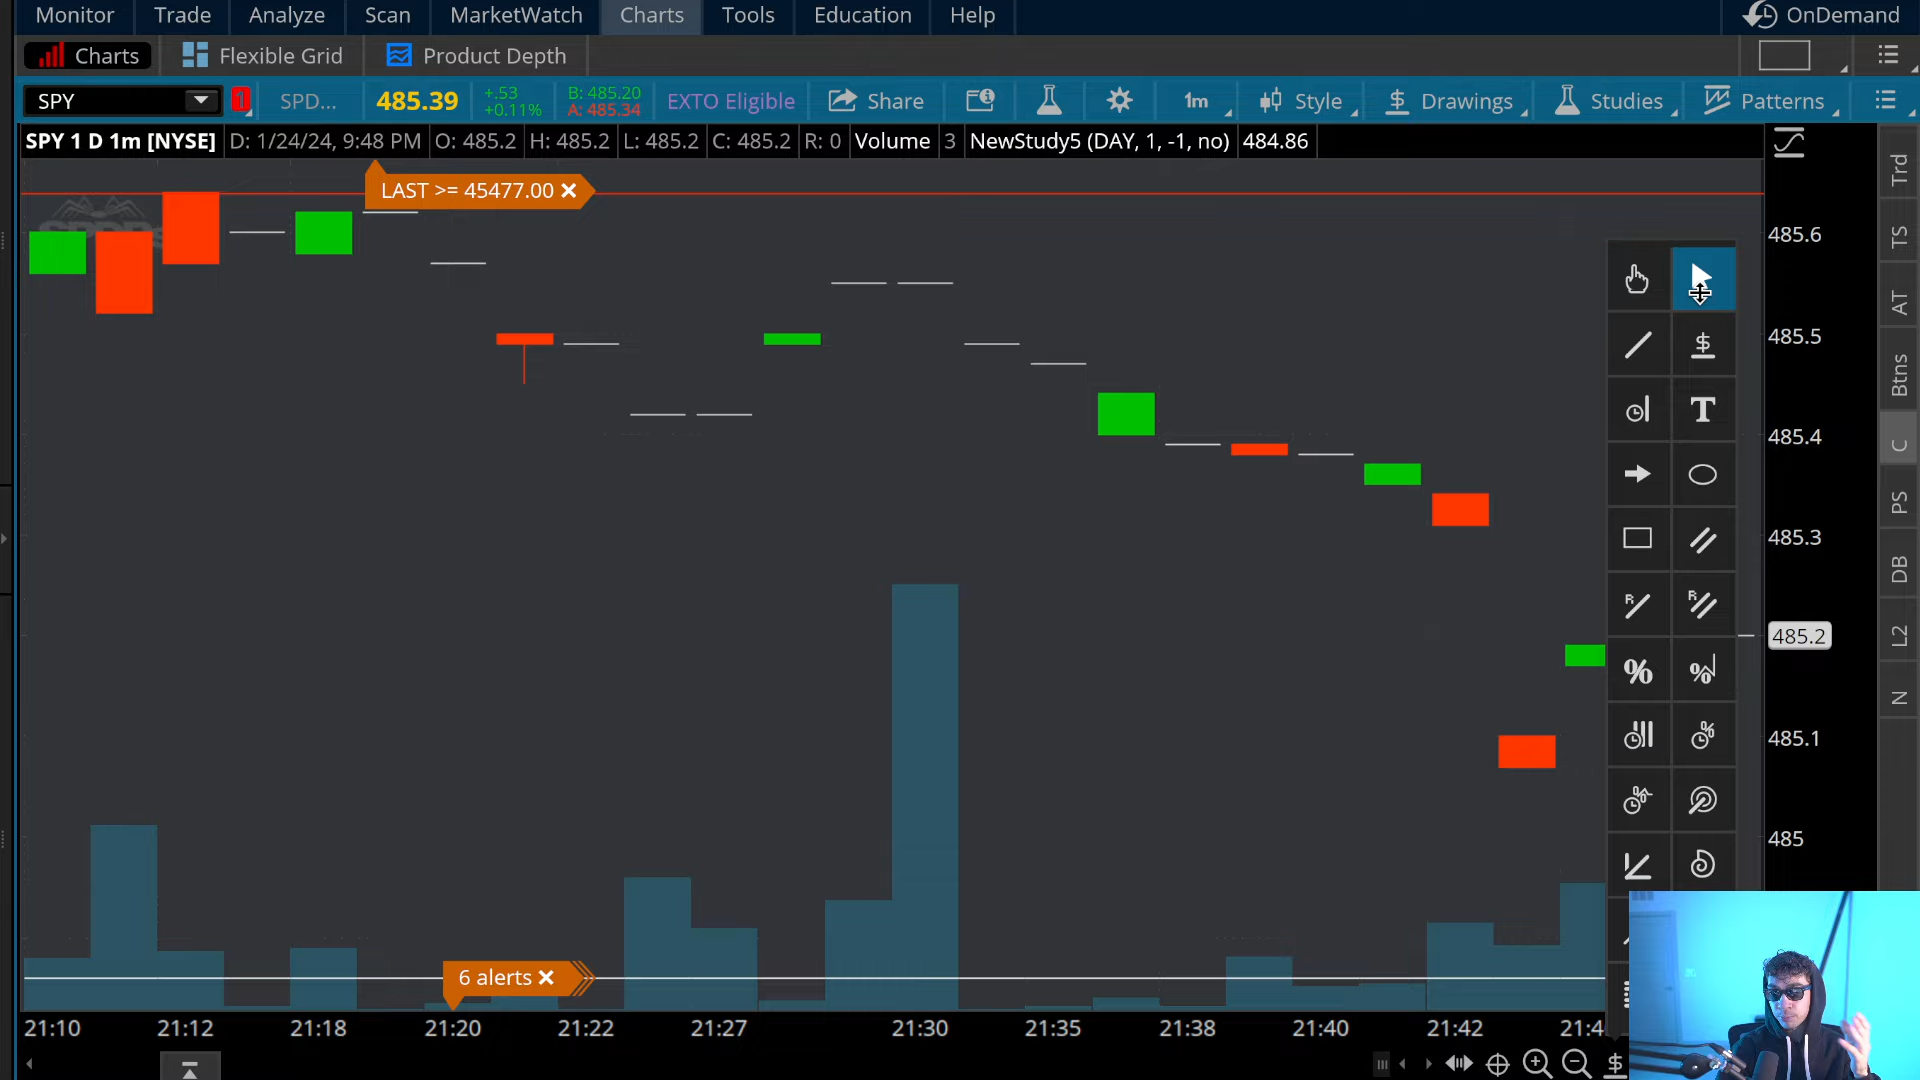 Monitor Trade Analyze Scan MarketWatch Charts Tools Education Help OnDemand
Charts Flexible Grid Product Depth
SPY 1 SPD... 485.39 +.53 +0.11% B: 485.20 A: 485.34 EXTO Eligible Share 1m Style $ Drawings Studies Patterns
SPY 1 D 1m [NYSE] D: 1/24/24, 9:48 PM O: 485.2 H: 485.2 L: 485.2 C: 485.2 R: 0 Volume 3 NewStudy5 (DAY, 1, -1, no) 484.86
LAST >= 45477.00
485.6
485.5
485.4
485.3
485.2
485.1
485
Trd
TS
AT
Btns
C
PS
DB
L2
N
$
T
R
R
%
%
%
%
6 alerts
21:10 21:12 21:18 21:20 21:22 21:27 21:30 21:35 21:38 21:40 21:42 21:4
$